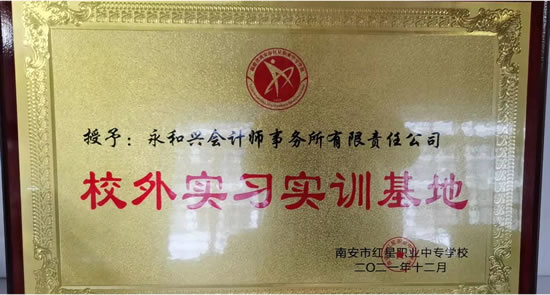 授予：永和兴会计师事务所有限责任公司
校外实习实训基地
南安市红星职业中专学校
二〇二一年十二月